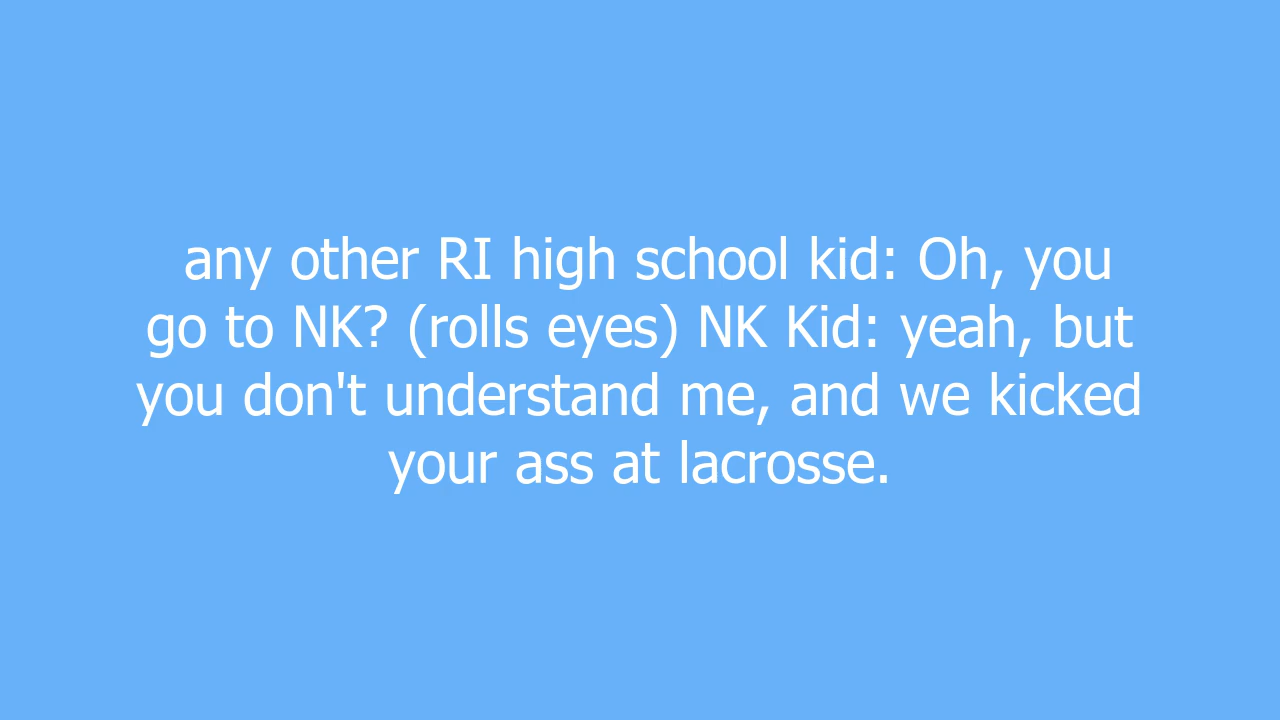 any other RI high school kid: Oh, you
go to NK? (rolls eyes) NK Kid: yeah, but
you don't understand me, and we kicked
your ass at lacrosse.